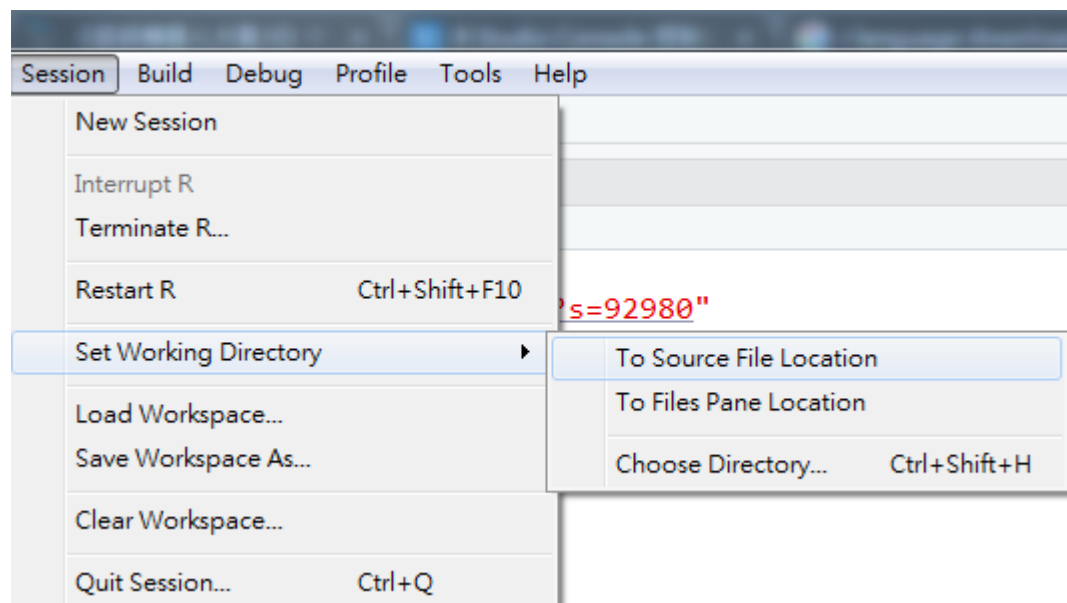 Session Build Debug Profile Tools Help
New Session
Interrupt R
Terminate R...
Restart R Ctrl+Shift+F10
s=92980"
Set Working Directory
To Source File Location
To Files Pane Location
Choose Directory... Ctrl+Shift+H
Load Workspace...
Save Workspace As...
Clear Workspace...
Quit Session... Ctrl+Q